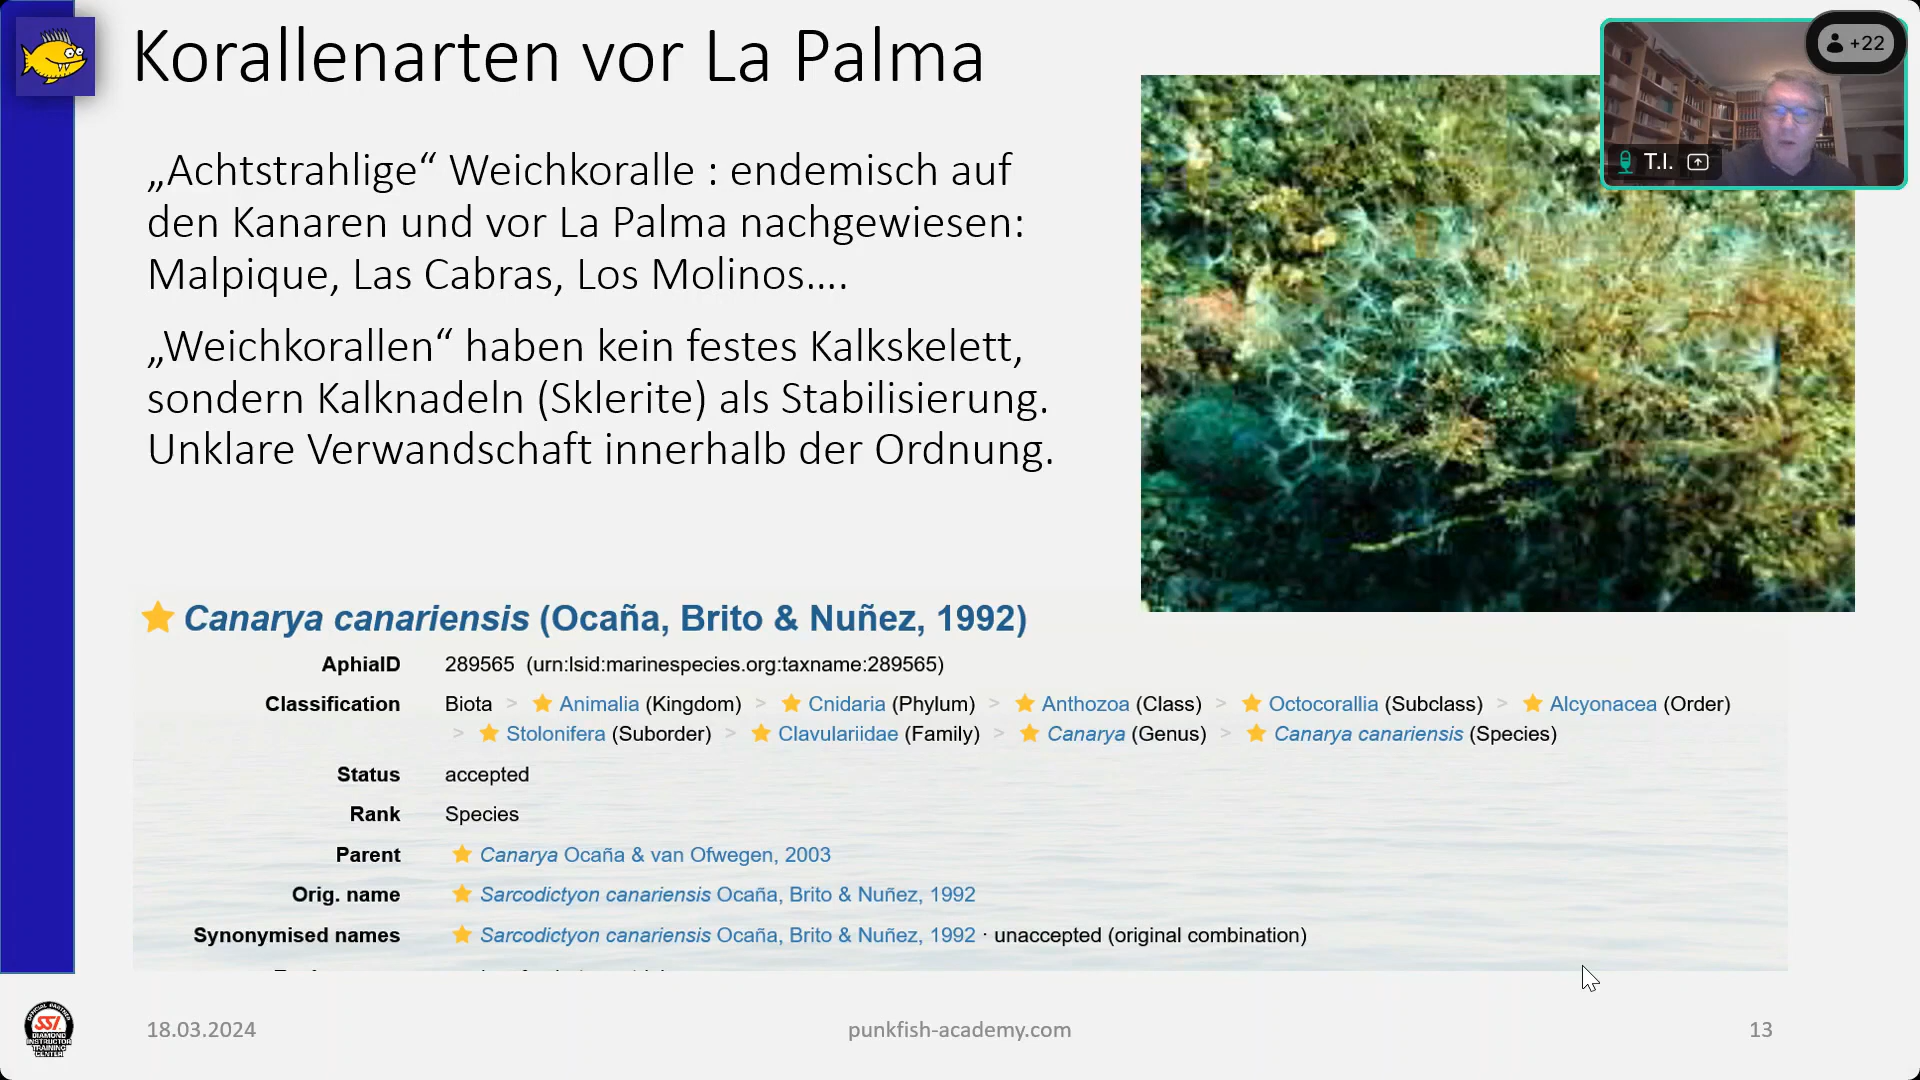 Korallenarten vor La Palma
+22
T.I.
„Achtstrahlige“ Weichkoralle : endemisch auf
den Kanaren und vor La Palma nachgewiesen:
Malpique, Las Cabras, Los Molinos....
„Weichkorallen“ haben kein festes Kalkskelett,
sondern Kalknadeln (Sklerite) als Stabilisierung.
Unklare Verwandschaft innerhalb der Ordnung.
Canarya canariensis (Ocaña, Brito & Nuñez, 1992)
AphiaID 289565 (urn:lsid:marinespecies.org:taxname:289565)
Classification Biota > Animalia (Kingdom) > Cnidaria (Phylum) > Anthozoa (Class) > Octocorallia (Subclass) > Alcyonacea (Order)
> Stolonifera (Suborder) > Clavulariidae (Family) > Canarya (Genus) > Canarya canariensis (Species)
Status accepted
Rank Species
Parent Canarya Ocaña & van Ofwegen, 2003
Orig. name Sarcodictyon canariensis Ocaña, Brito & Nuñez, 1992
Synonymised names Sarcodictyon canariensis Ocaña, Brito & Nuñez, 1992 · unaccepted (original combination)
SSI
DIAMOND
INSTRUCTOR
TRAINING
CENTER
18.03.2024
punkfish-academy.com
13